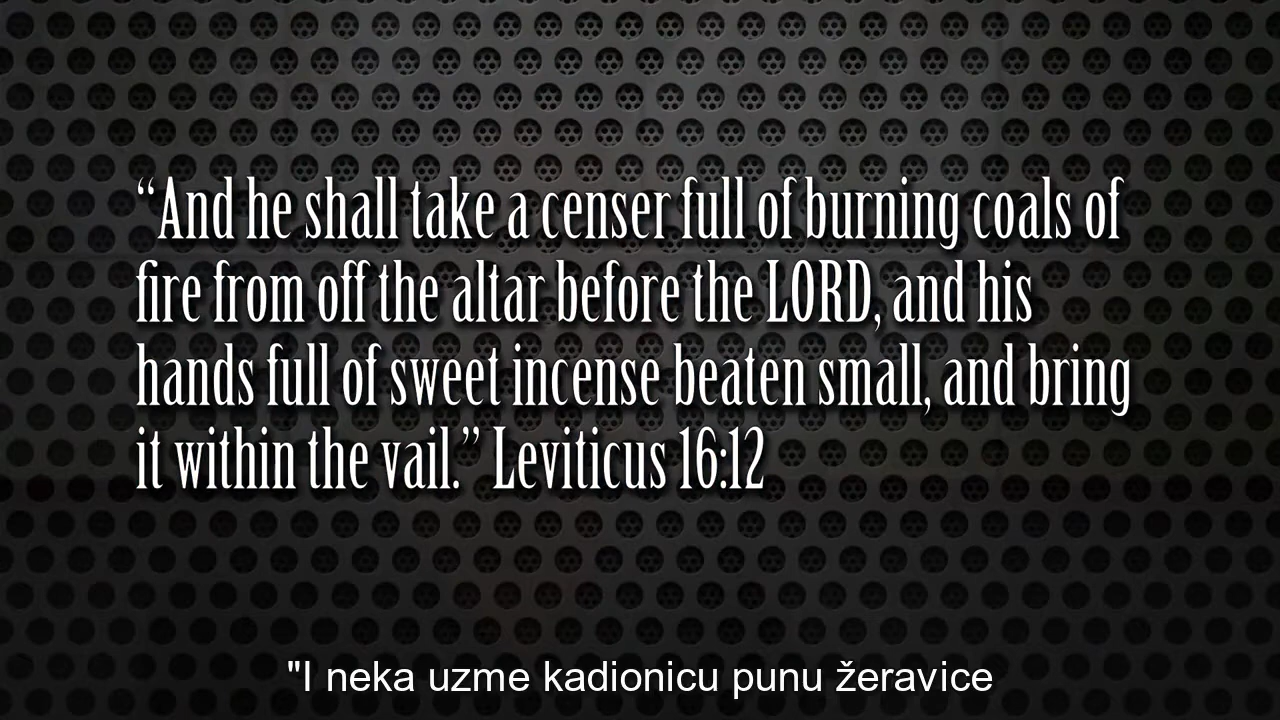 “And he shall take a censer full of burning coals of
fire from off the altar before the LORD, and his
hands full of sweet incense beaten small, and bring
it within the vail.” Leviticus 16:12
"I neka uzme kadionicu punu žeravice